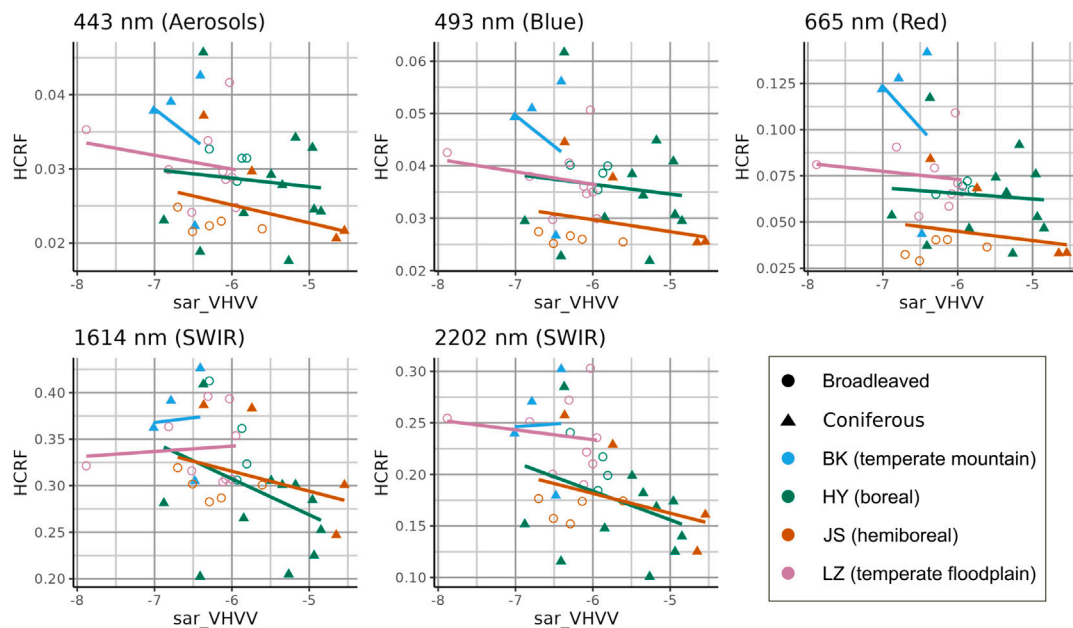 443 nm (Aerosols)
493 nm (Blue)
665 nm (Red)
HCRF
0.04
0.03
0.02
-8
-7
-6
-5
sar_VHVV
HCRF
0.06
0.05
0.04
0.03
0.02
-8
-7
-6
-5
sar_VHVV
HCRF
0.125
0.100
0.075
0.050
0.025
-8
-7
-6
-5
sar_VHVV
1614 nm (SWIR)
2202 nm (SWIR)
HCRF
0.40
0.35
0.30
0.25
0.20
-8
-7
-6
-5
sar_VHVV
HCRF
0.30
0.25
0.20
0.15
0.10
-8
-7
-6
-5
sar_VHVV
Broadleaved
Coniferous
BK (temperate mountain)
HY (boreal)
JS (hemiboreal)
LZ (temperate floodplain)